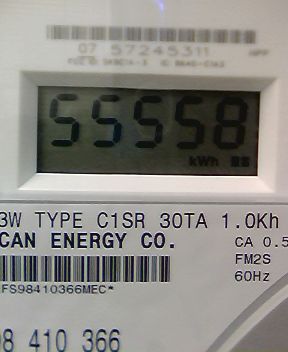 07 57245311
55558
kWh
3W TYPE C1SR 30TA 1.0Kh
CAN ENERGY CO.
CA 0.5
FM2S
60Hz
FS98410366MEC*
98 410 366